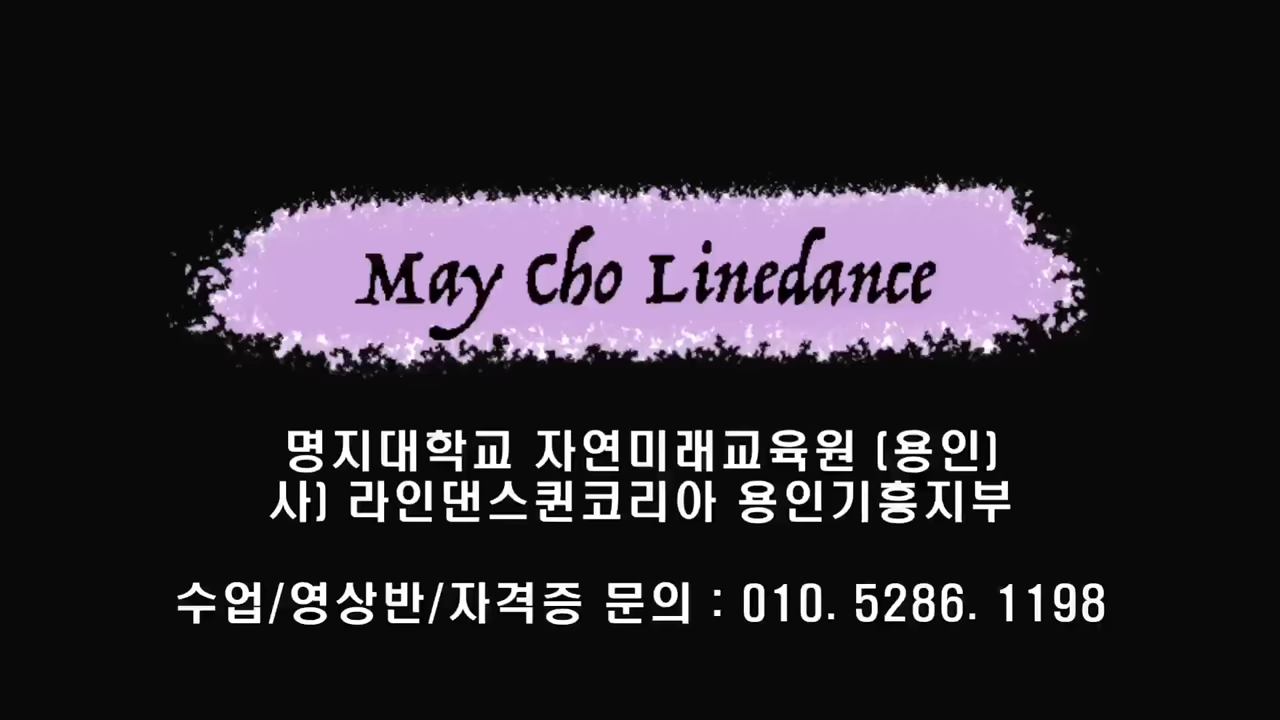 May Cho Linedance
명지대학교 자연미래교육원 (용인)
사) 라인댄스퀸코리아 용인기흥지부
수업/영상반/자격증 문의 : 010. 5286. 1198